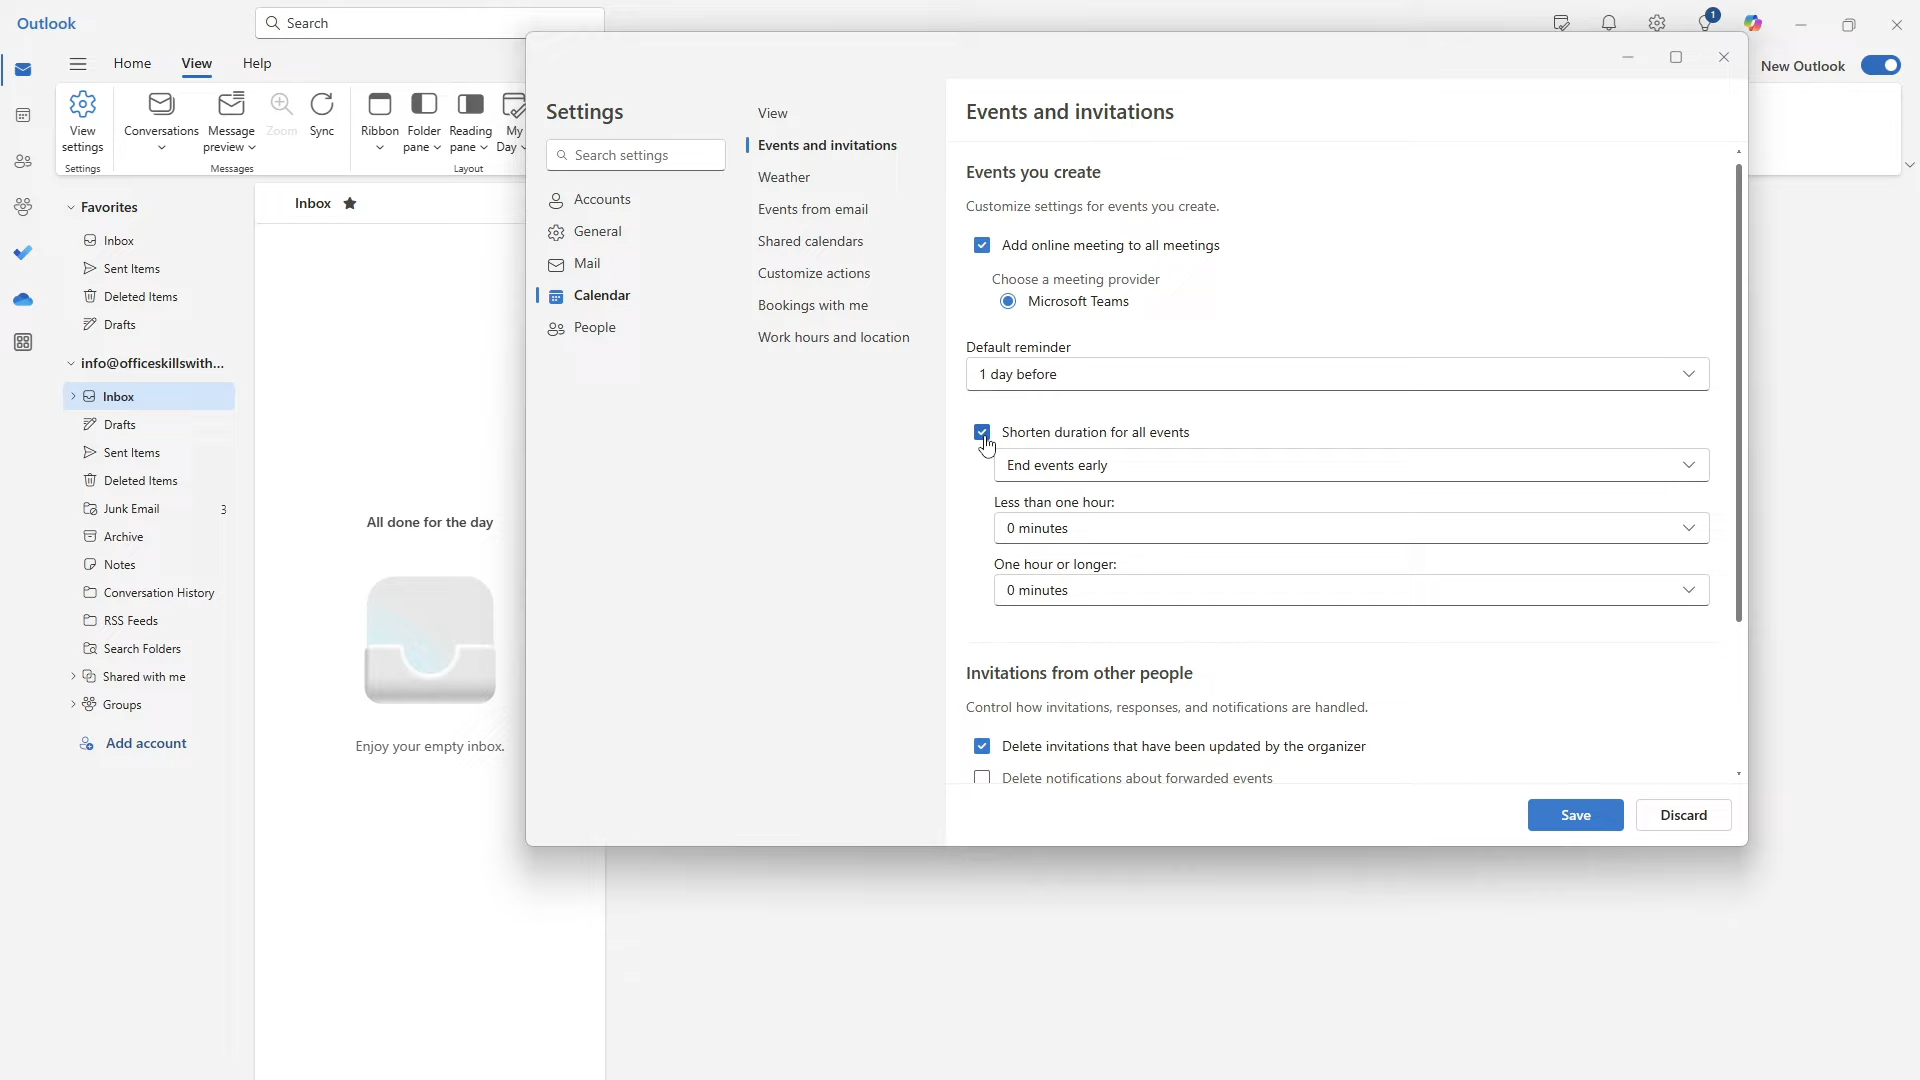 Outlook
Search
1
New Outlook
Home
View
Help
View
settings
Settings
Conversations
Message
preview
Messages
Zoom
Sync
Ribbon
Folder
pane
Reading
pane
My
Day
Layout
Favorites
Inbox
Sent Items
Deleted Items
Drafts
info@officeskillswith...
Inbox
Drafts
Sent Items
Deleted Items
Junk Email 3
Archive
Notes
Conversation History
RSS Feeds
Search Folders
Shared with me
Groups
Add account
Inbox
All done for the day
Enjoy your empty inbox.
Settings
Search settings
Accounts
General
Mail
Calendar
People
View
Events and invitations
Weather
Events from email
Shared calendars
Customize actions
Bookings with me
Work hours and location
Events and invitations
Events you create
Customize settings for events you create.
Add online meeting to all meetings
Choose a meeting provider
Microsoft Teams
Default reminder
1 day before
Shorten duration for all events
End events early
Less than one hour:
0 minutes
One hour or longer:
0 minutes
Invitations from other people
Control how invitations, responses, and notifications are handled.
Delete invitations that have been updated by the organizer
Delete notifications about forwarded events
Save
Discard